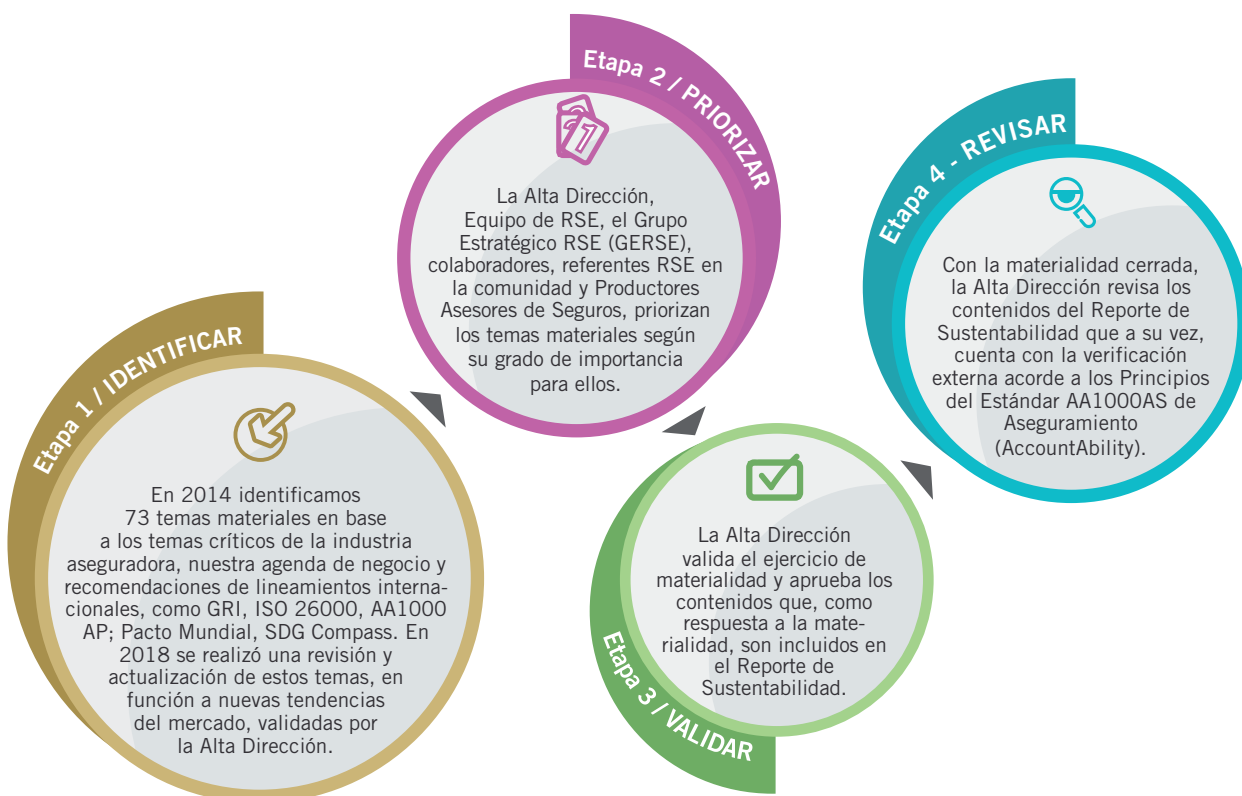 Etapa 1 / IDENTIFICAR
En 2014 identificamos
73 temas materiales en base
a los temas críticos de la industria
aseguradora, nuestra agenda de negocio y
recomendaciones de lineamientos interna-
cionales, como GRI, ISO 26000, AA1000
AP; Pacto Mundial, SDG Compass. En
2018 se realizó una revisión y
actualización de estos temas, en
función a nuevas tendencias
del mercado, validadas por
la Alta Dirección.
Etapa 2 / PRIORIZAR
1
La Alta Dirección,
Equipo de RSE, el Grupo
Estratégico RSE (GERSE),
colaboradores, referentes RSE en
la comunidad y Productores
Asesores de Seguros, priorizan
los temas materiales según
su grado de importancia
para ellos.
Etapa 3 / VALIDAR
La Alta Dirección
valida el ejercicio de
materialidad y aprueba los
contenidos que, como
respuesta a la mate-
rialidad, son incluidos en
el Reporte de
Sustentabilidad.
Etapa 4 - REVISAR
Con la materialidad cerrada,
la Alta Dirección revisa los
contenidos del Reporte de
Sustentabilidad que a su vez,
cuenta con la verificación
externa acorde a los Principios
del Estándar AA1000AS de
Aseguramiento
(AccountAbility).